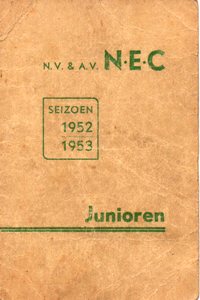 N.V. & A.V. N·E·C
SEIZOEN
1952
1953
Junioren